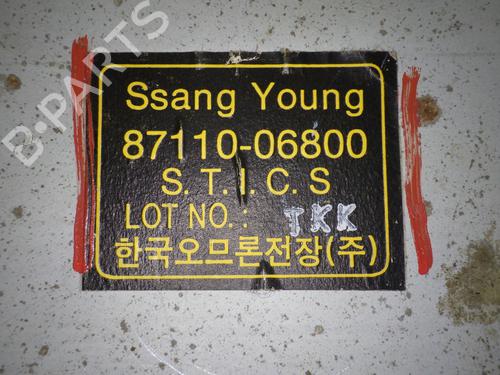 B-PARTS
Ssang Young
87110-06800
S. T. I. C. S
LOT NO. : TKK
한국오므론전장(주)